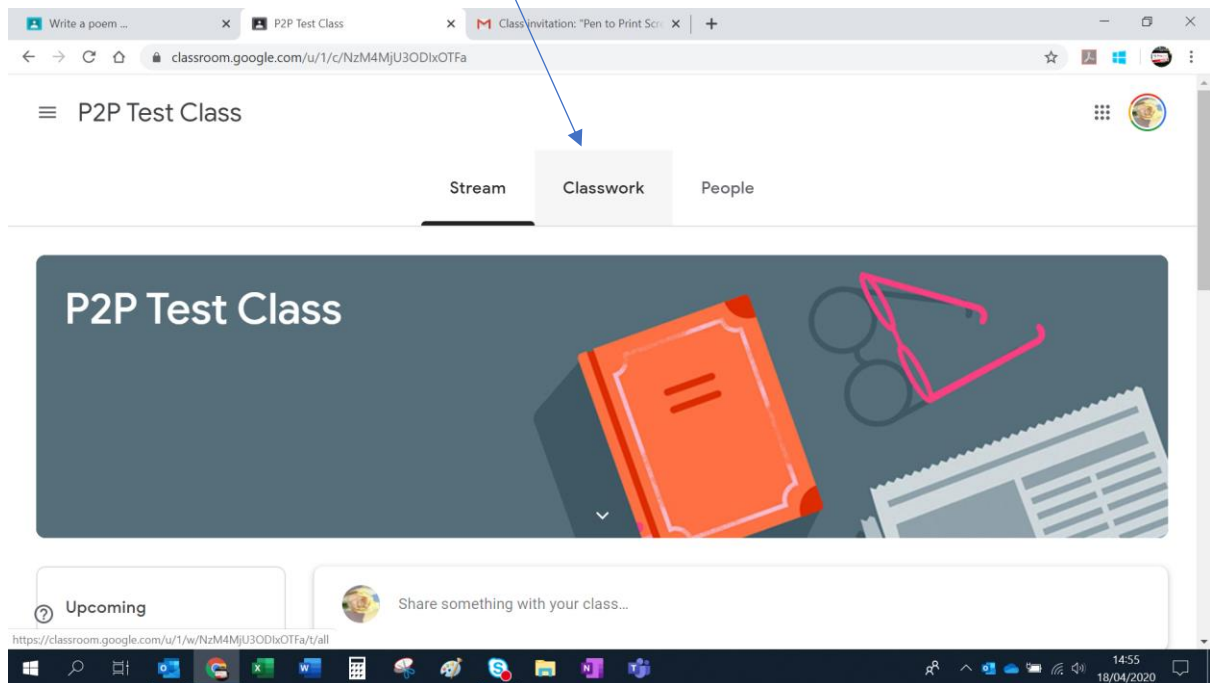 Write a poem ... P2P Test Class Class invitation: "Pen to Print Scre
classroom.google.com/u/1/c/NzM4MjU3ODIxOTFa
P2P Test Class
Stream Classwork People
P2P Test Class
Upcoming
Share something with your class...
https://classroom.google.com/u/1/w/NzM4MjU3ODIxOTFa/t/all
14:55
18/04/2020